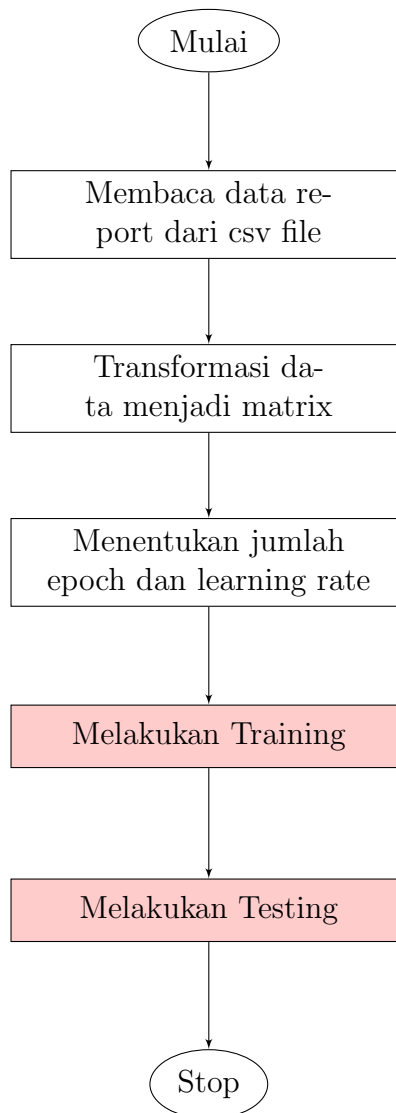 Mulai
Membaca data re-
port dari csv file
Transformasi da-
ta menjadi matrix
Menentukan jumlah
epoch dan learning rate
Melakukan Training
Melakukan Testing
Stop